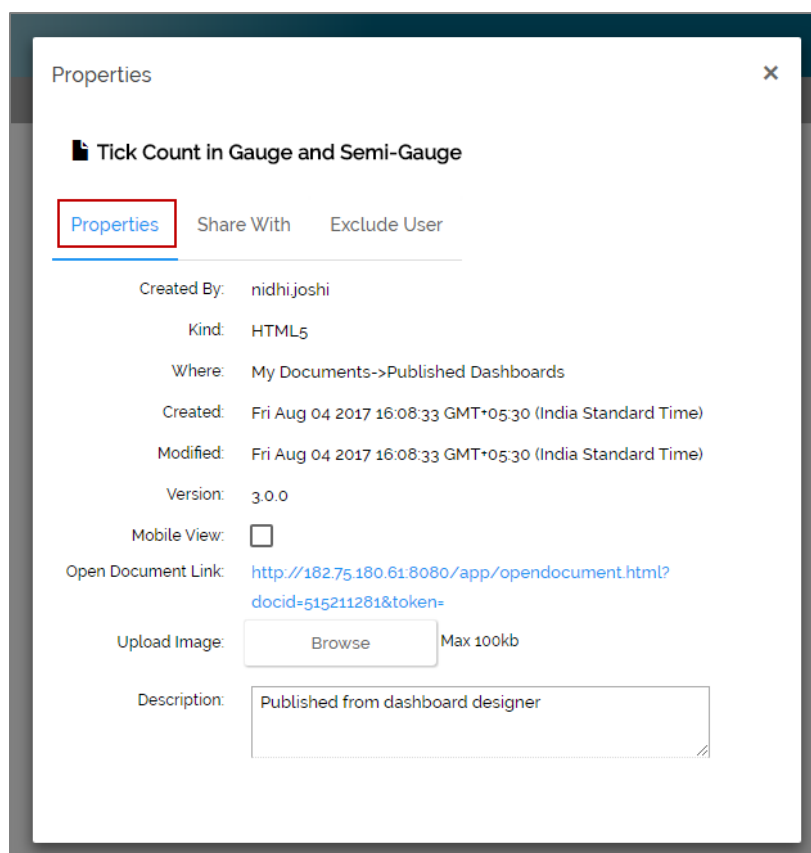 Properties
×
Tick Count in Gauge and Semi-Gauge
Properties Share With Exclude User
Created By: nidhi.joshi
Kind: HTML5
Where: My Documents->Published Dashboards
Created: Fri Aug 04 2017 16:08:33 GMT+05:30 (India Standard Time)
Modified: Fri Aug 04 2017 16:08:33 GMT+05:30 (India Standard Time)
Version: 3.0.0
Mobile View:
Open Document Link: http://182.75.180.61:8080/app/opendocument.html?
docid=515211281&token=
Upload Image: Browse Max 100kb
Description: Published from dashboard designer